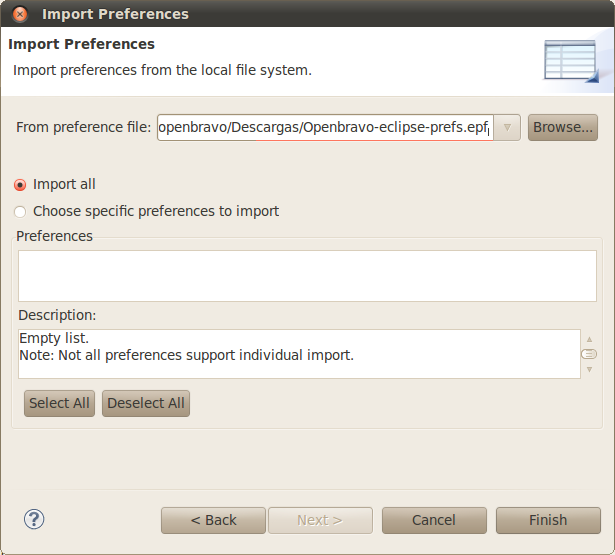 Import Preferences
Import Preferences
Import preferences from the local file system.
From preference file: openbravo/Descargas/Openbravo-eclipse-prefs.epf Browse...
Import all
Choose specific preferences to import
Preferences
Description:
Empty list.
Note: Not all preferences support individual import.
Select All Deselect All
< Back Next > Cancel Finish